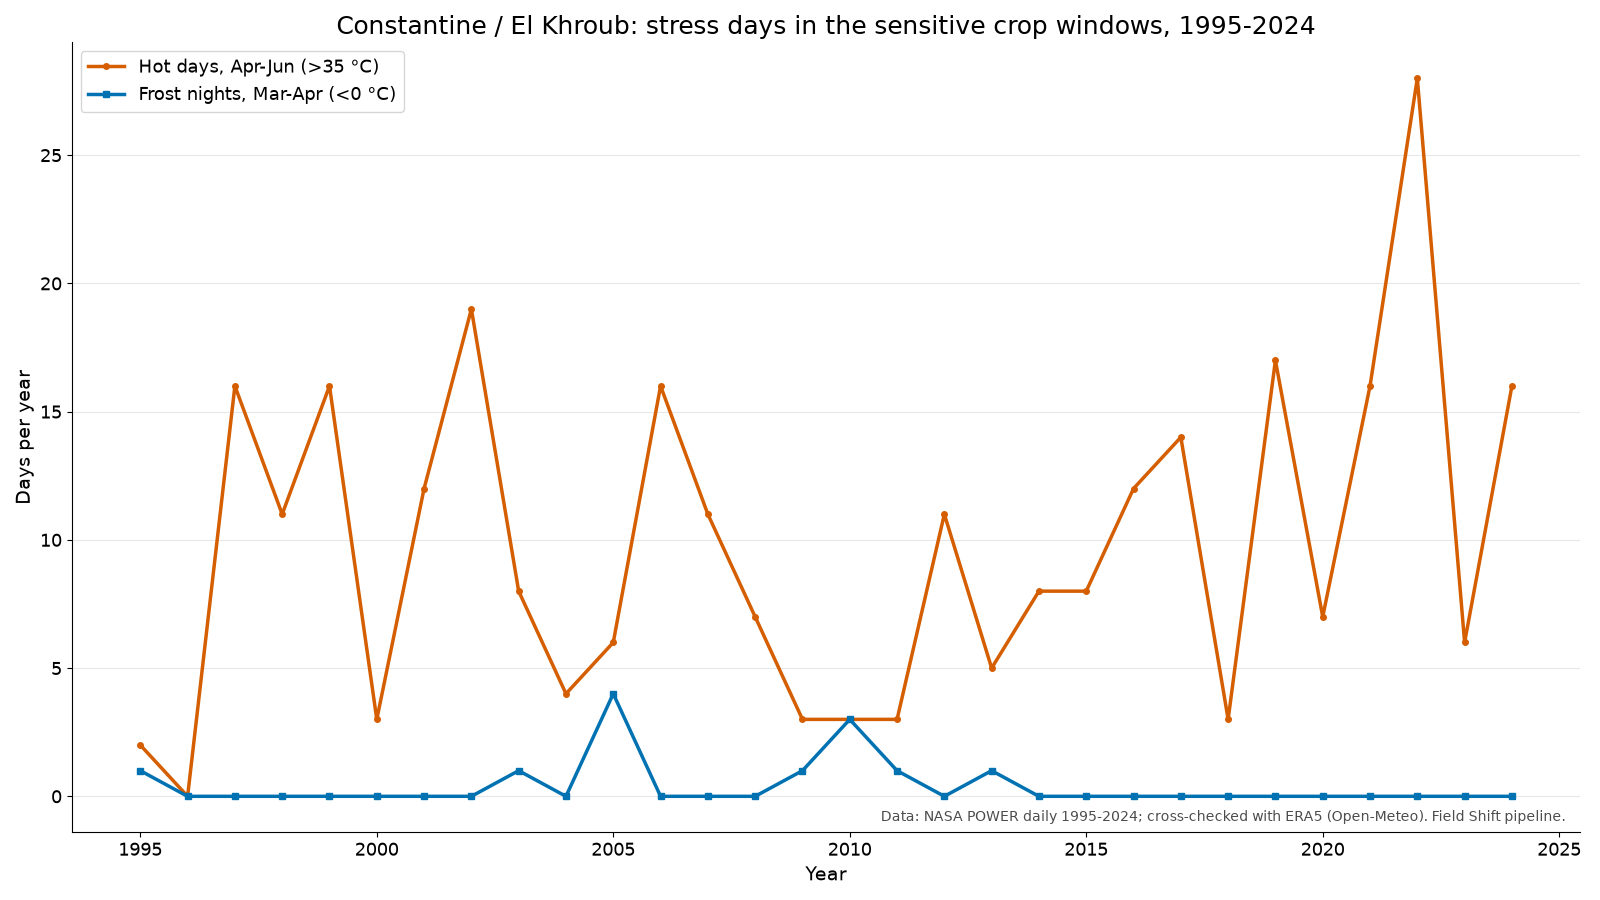 Constantine / El Khroub: stress days in the sensitive crop windows, 1995-2024
Hot days, Apr-Jun (>35 °C)
Frost nights, Mar-Apr (<0 °C)
Days per year
25
20
15
10
5
0
Data: NASA POWER daily 1995-2024; cross-checked with ERA5 (Open-Meteo). Field Shift pipeline.
1995 2000 2005 2010 2015 2020 2025
Year